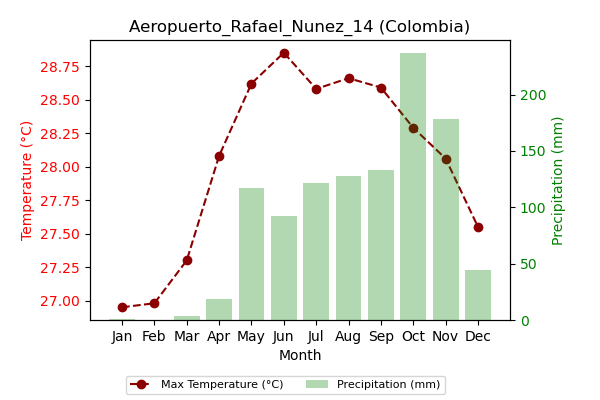 Aeropuerto_Rafael_Nunez_14 (Colombia)
28.75
28.50
28.25
28.00
27.75
27.50
27.25
27.00
Temperature (°C)
200
150
100
50
0
Precipitation (mm)
Jan Feb Mar Apr May Jun Jul Aug Sep Oct Nov Dec
Month
Max Temperature (°C) Precipitation (mm)